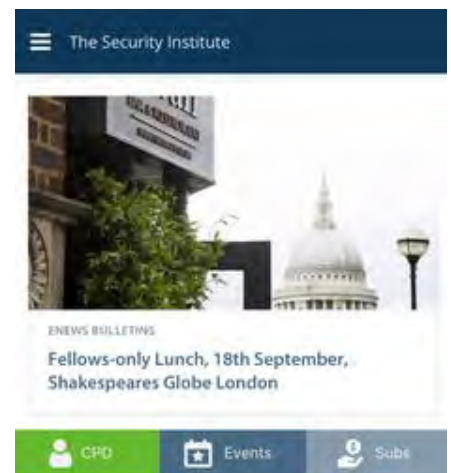 The Security Institute
ENEWS BULLETINS
Fellows-only Lunch, 18th September,
Shakespeares Globe London
CPD
Events
Subs